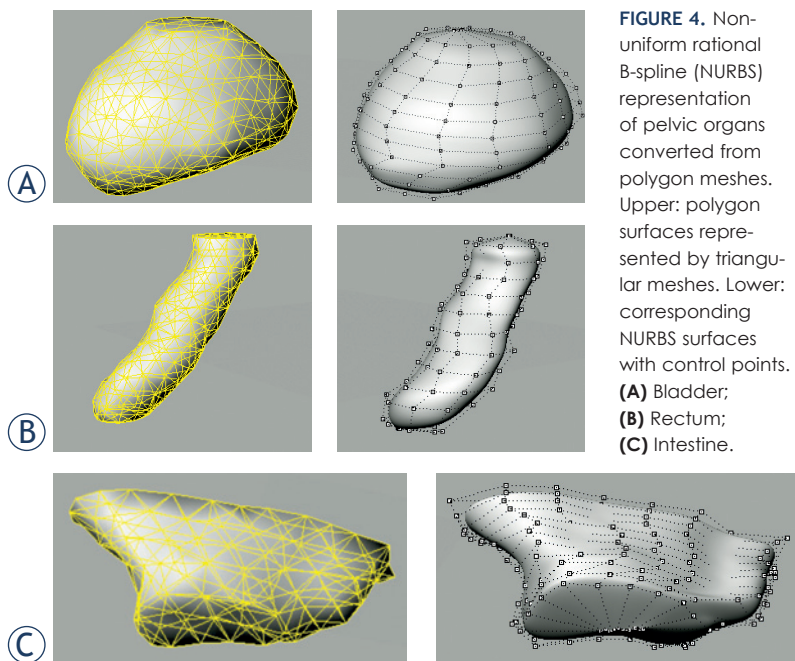 FIGURE 4. Non-
uniform rational
B-spline (NURBS)
representation
of pelvic organs
converted from
polygon meshes.
Upper: polygon
surfaces repre-
sented by triangu-
lar meshes. Lower:
corresponding
NURBS surfaces
with control points.
(A) Bladder;
(B) Rectum;
(C) Intestine.
A
B
C